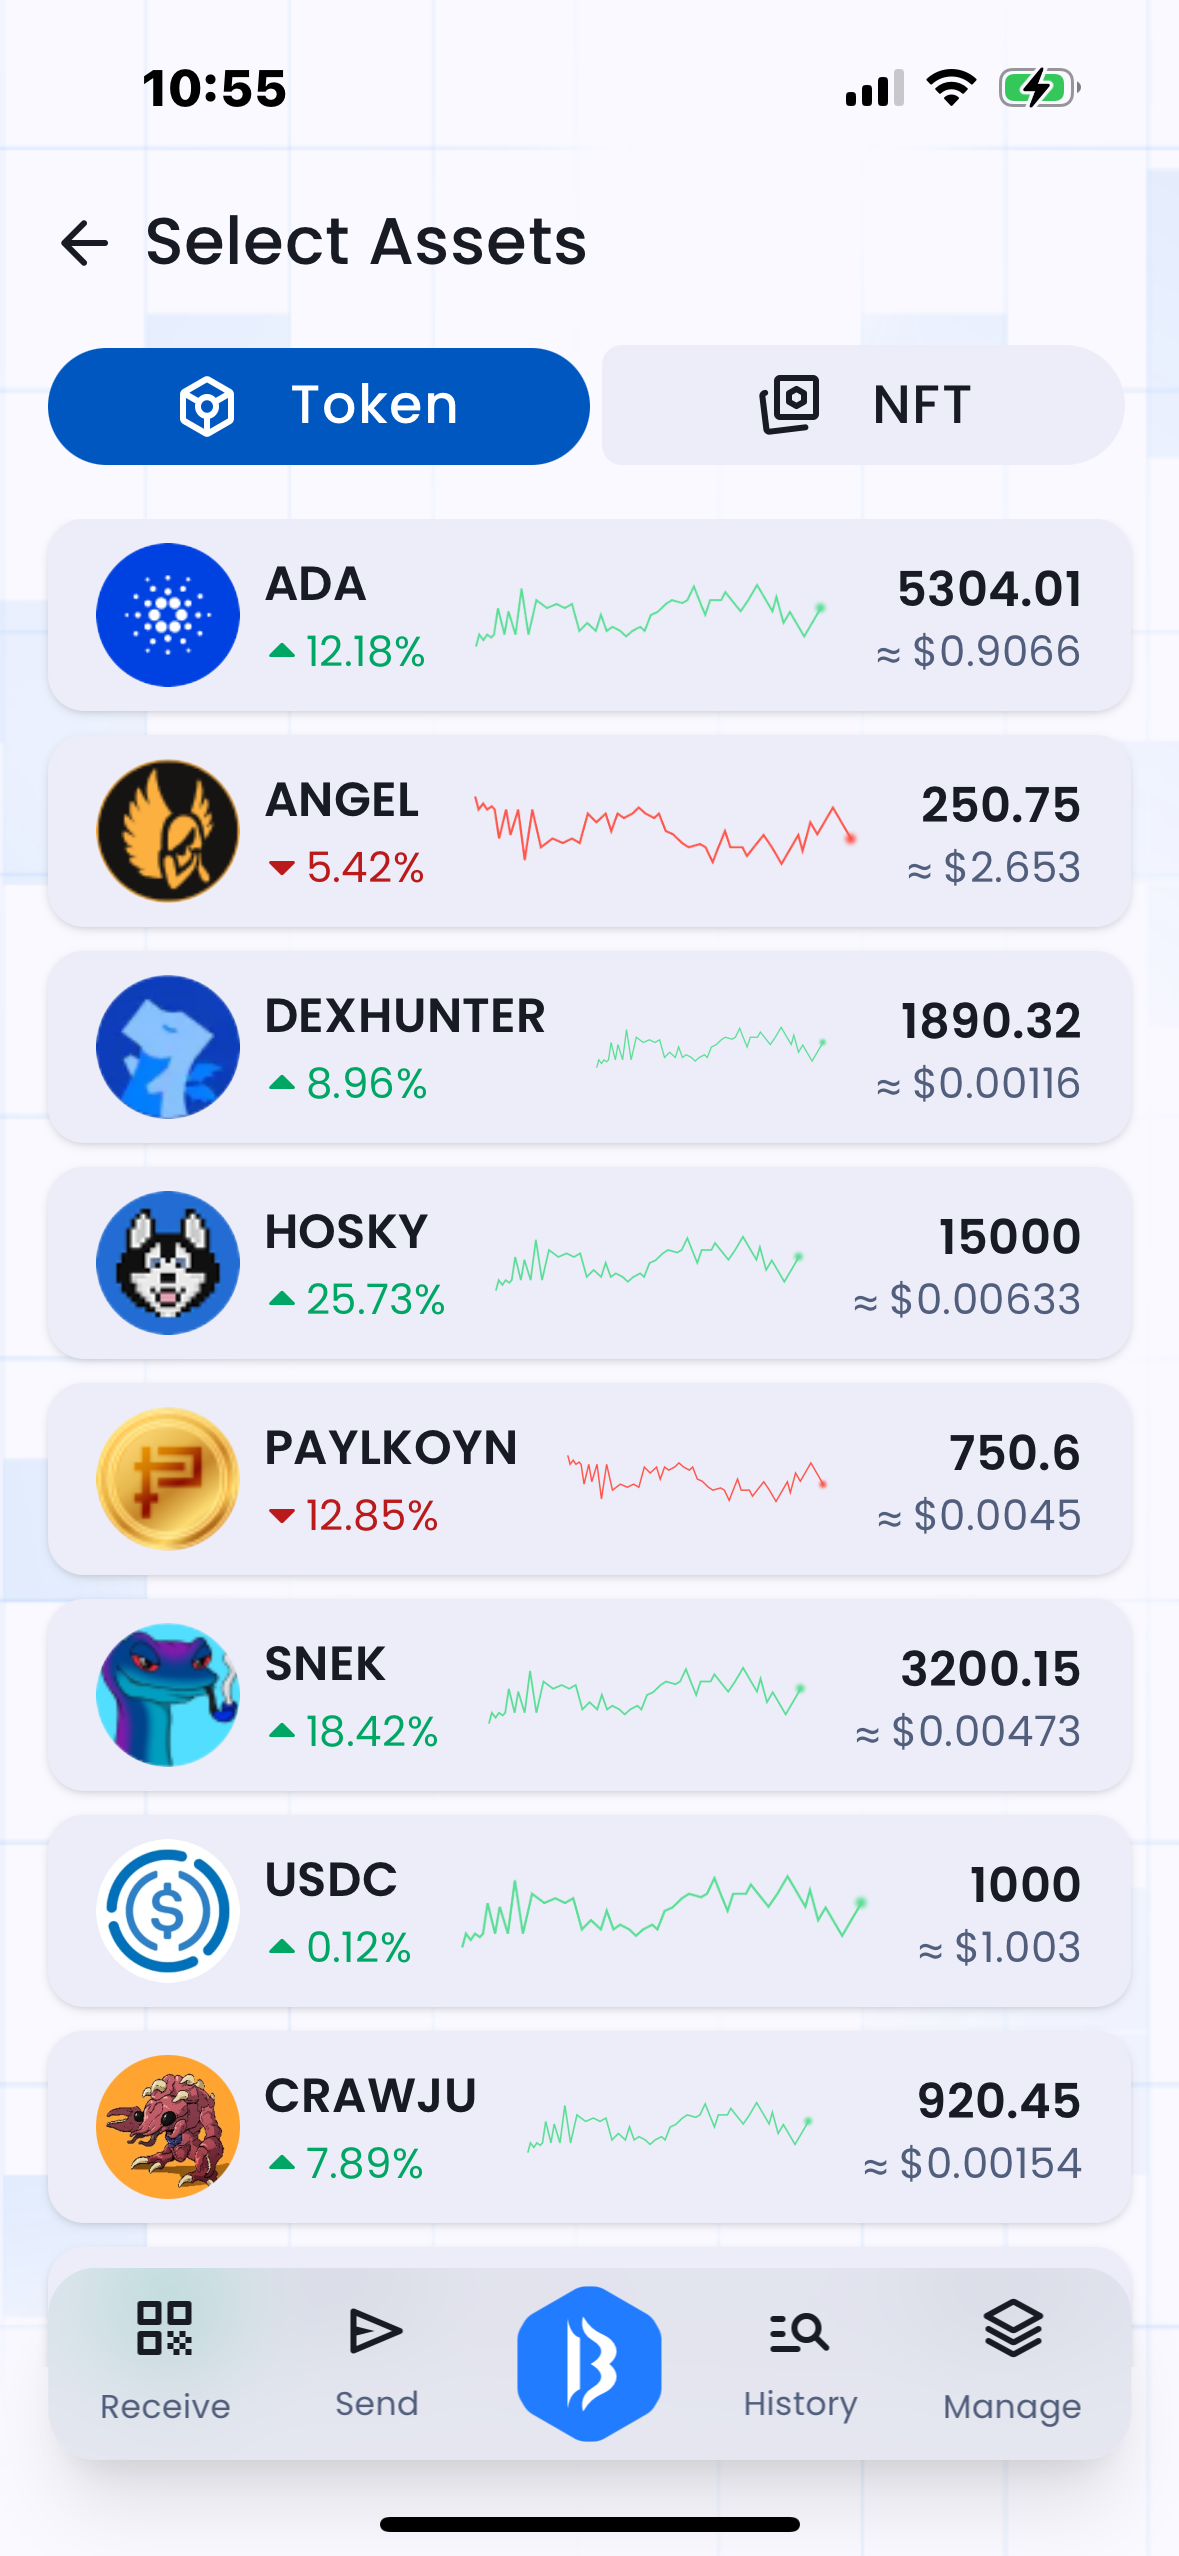 10:55
Select Assets
Token
NFT
ADA
5304.01
12.18%
≈ $0.9066
ANGEL
250.75
5.42%
≈ $2.653
DEXHUNTER
1890.32
8.96%
≈ $0.00116
HOSKY
15000
25.73%
≈ $0.00633
PAYLKOYN
750.6
12.85%
≈ $0.0045
SNEK
3200.15
18.42%
≈ $0.00473
USDC
1000
0.12%
≈ $1.003
CRAWJU
920.45
7.89%
≈ $0.00154
Receive
Send
History
Manage